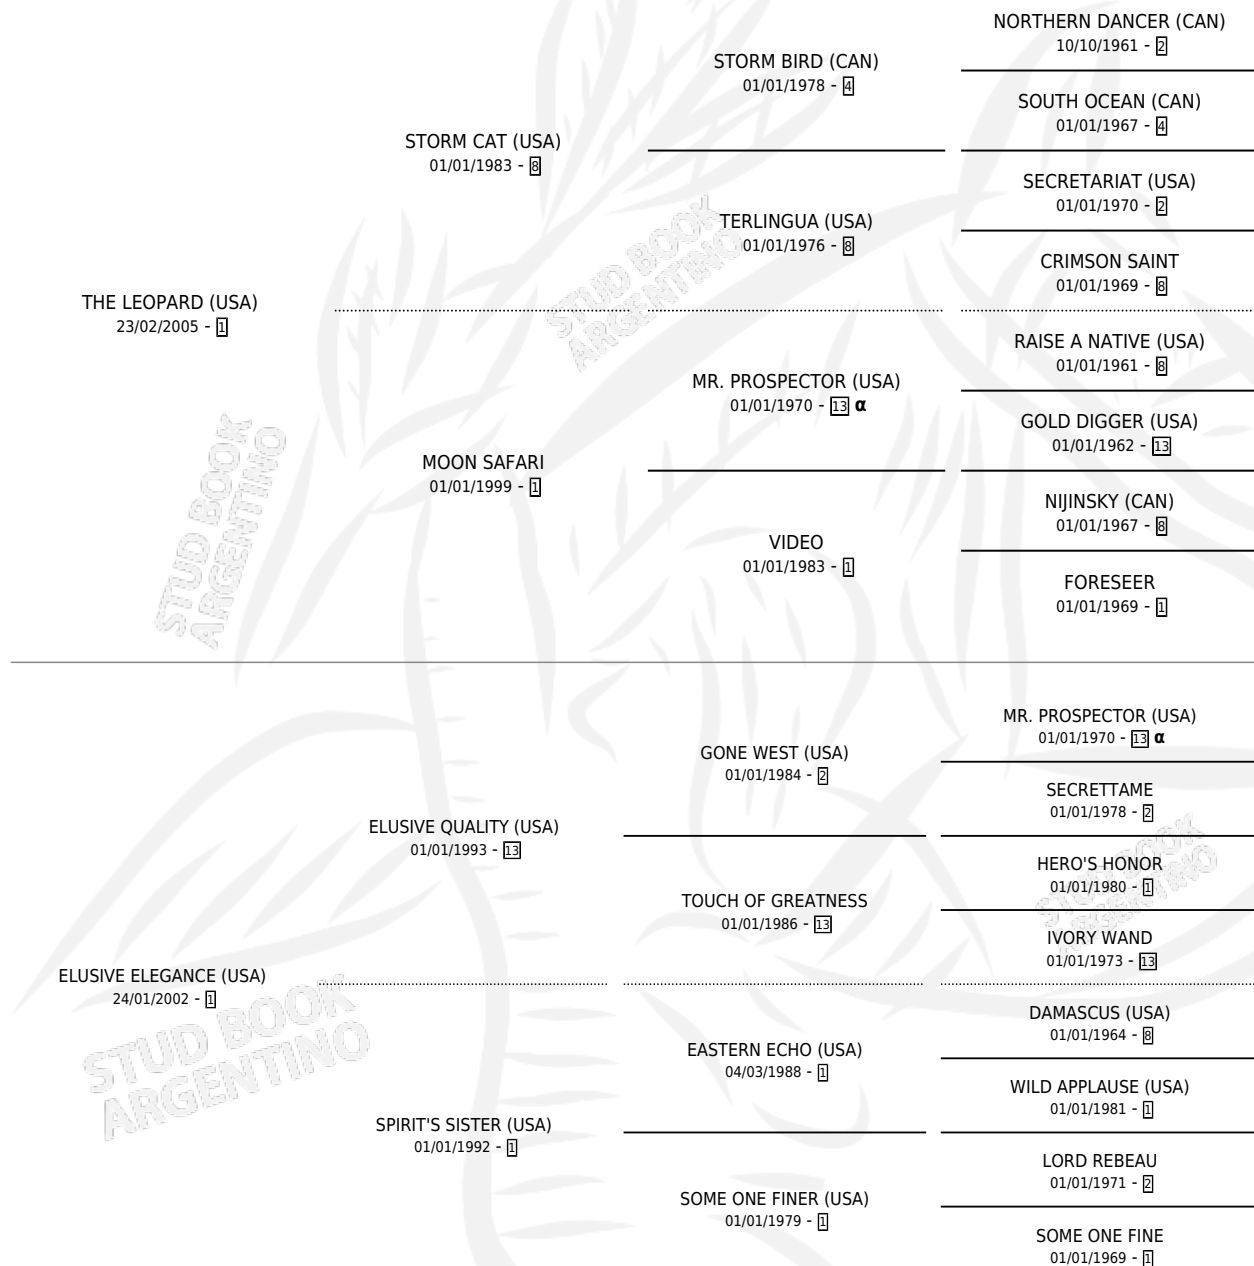 NORTHERN DANCER (CAN)
10/10/1961 - 2
STORM BIRD (CAN)
01/01/1978 - 4
SOUTH OCEAN (CAN)
01/01/1967 - 4
STORM CAT (USA)
01/01/1983 - 8
SECRETARIAT (USA)
01/01/1970 - 2
TERLINGUA (USA)
01/01/1976 - 8
CRIMSON SAINT
01/01/1969 - 8
THE LEOPARD (USA)
23/02/2005 - 1
RAISE A NATIVE (USA)
01/01/1961 - 8
MR. PROSPECTOR (USA)
01/01/1970 - 13 α
GOLD DIGGER (USA)
01/01/1962 - 13
MOON SAFARI
01/01/1999 - 1
NIJINSKY (CAN)
01/01/1967 - 8
VIDEO
01/01/1983 - 1
FORESEER
01/01/1969 - 1
MR. PROSPECTOR (USA)
01/01/1970 - 13 α
GONE WEST (USA)
01/01/1984 - 2
SECRETTAME
01/01/1978 - 2
ELUSIVE QUALITY (USA)
01/01/1993 - 13
HERO'S HONOR
01/01/1980 - 1
TOUCH OF GREATNESS
01/01/1986 - 13
IVORY WAND
01/01/1973 - 13
ELUSIVE ELEGANCE (USA)
24/01/2002 - 1
DAMASCUS (USA)
01/01/1964 - 8
EASTERN ECHO (USA)
04/03/1988 - 1
WILD APPLAUSE (USA)
01/01/1981 - 1
SPIRIT'S SISTER (USA)
01/01/1992 - 1
LORD REBEAU
01/01/1971 - 2
SOME ONE FINER (USA)
01/01/1979 - 1
SOME ONE FINE
01/01/1969 - 1
STUD BOOK
ARGENTINO
STUD BOOK
ARGENTINO
STUD BOOK
ARGENTINO
STUD BOOK
ARGENTINO